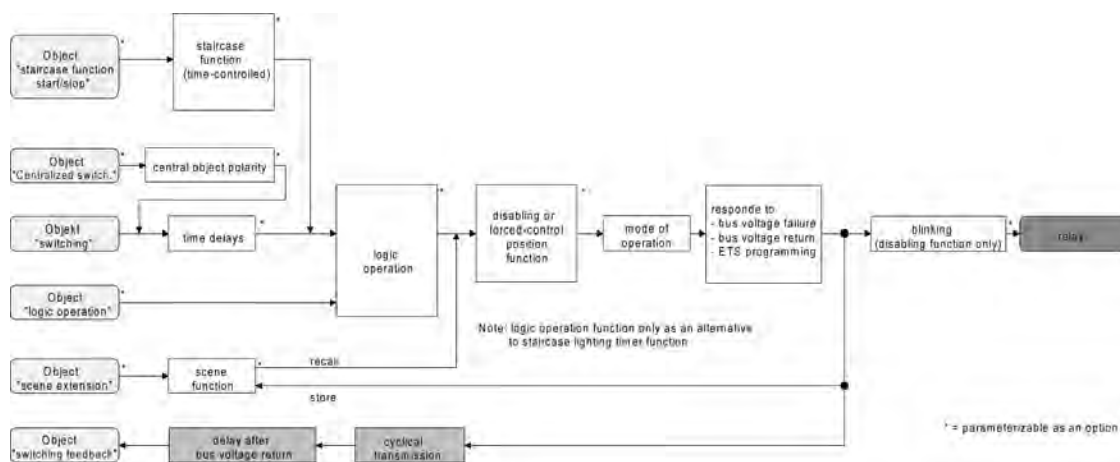 Object
"staircase function
start/stop"
*
staircase
function
(time-controlled)
*
Object
"Centralized switch."
*
central object polarity
*
Objekt
"switching"
*
time delays
*
Object
"logic operation"
*
logic
operation
*
disabling or
forced-control
position
function
*
mode of
operation
responde to
- bus voltage failure
- bus voltage return
- ETS programming
blinking
(disabling function only)
*
relay
Note: logic operation function only as an alternative
to staircase lighting timer function
Object
"scene extension"
*
scene
function
*
recall
store
Object
"switching feedback"
delay after
bus voltage return
cyclical
transmission
* = parameterizable as an option